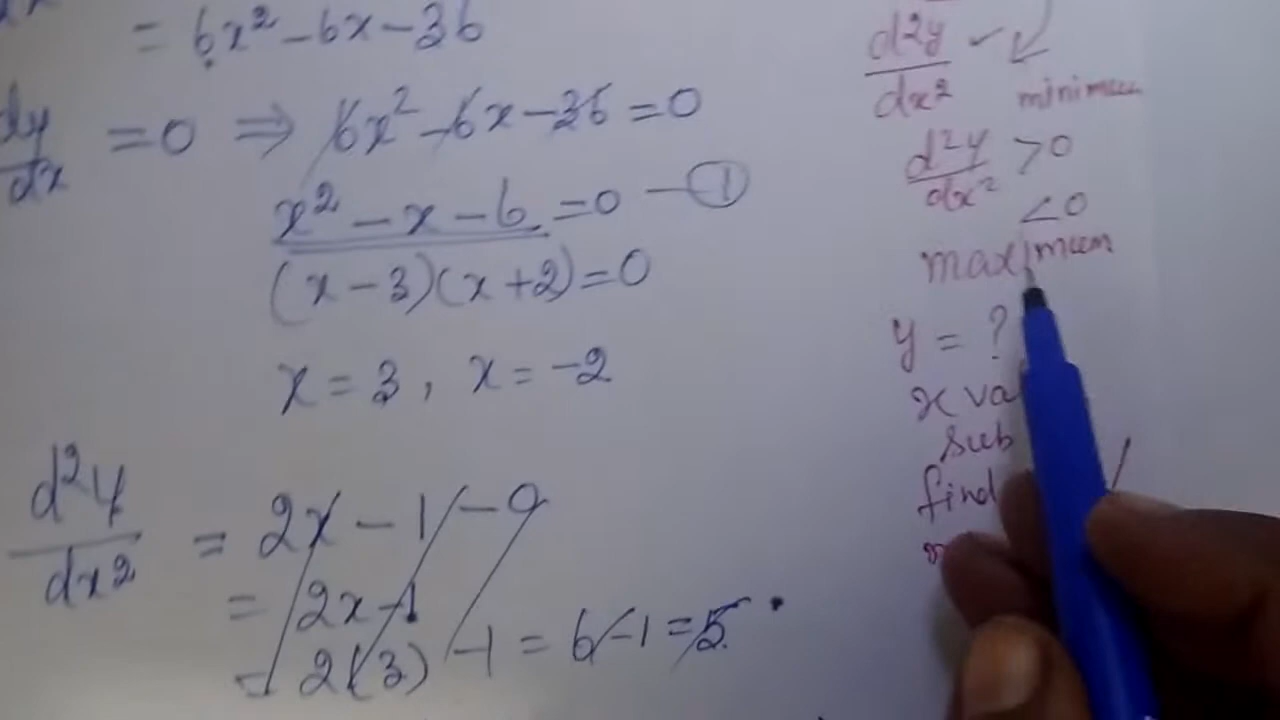 = 6x² - 6x - 36
dy/dx = 0 ⇒ 6x² - 6x - 36 = 0
x² - x - 6 = 0 — ①
(x - 3)(x + 2) = 0
x = 3, x = -2
d²y/dx² = 2x - 1 - 0
= 2x - 1
= 2(3) - 1 = 6 - 1 = 5
d²y/dx² ✓
minimum
d²y/dx² > 0
< 0
maximum
y = ?
x va
sub
find